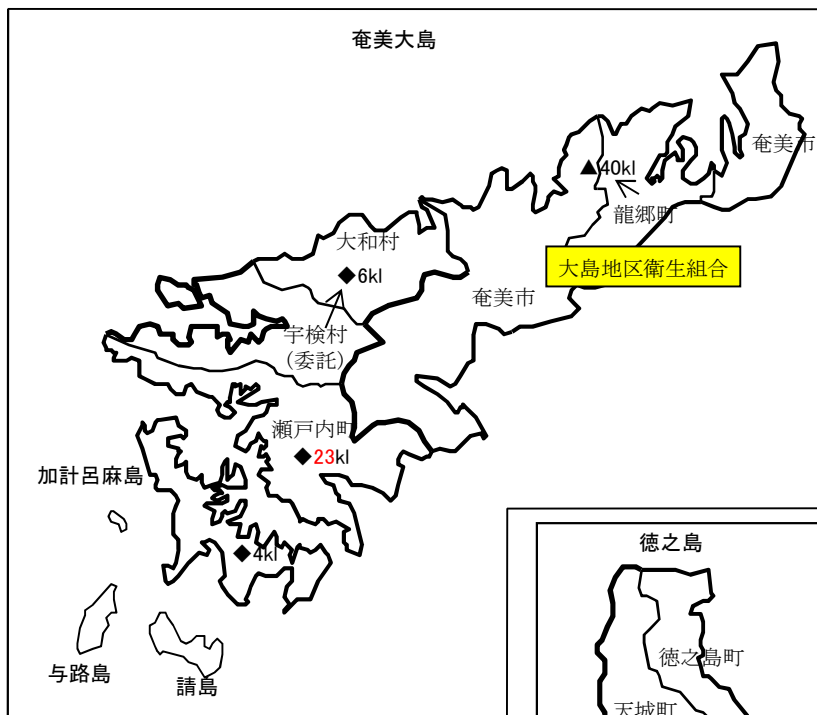 奄美大島
奄美市
▲40kl
龍郷町
大和村
大島地区衛生組合
◆6kl
奄美市
宇検村
（委託）
瀬戸内町
◆23kl
加計呂麻島
◆4kl
徳之島
徳之島町
与路島
請島
天城町